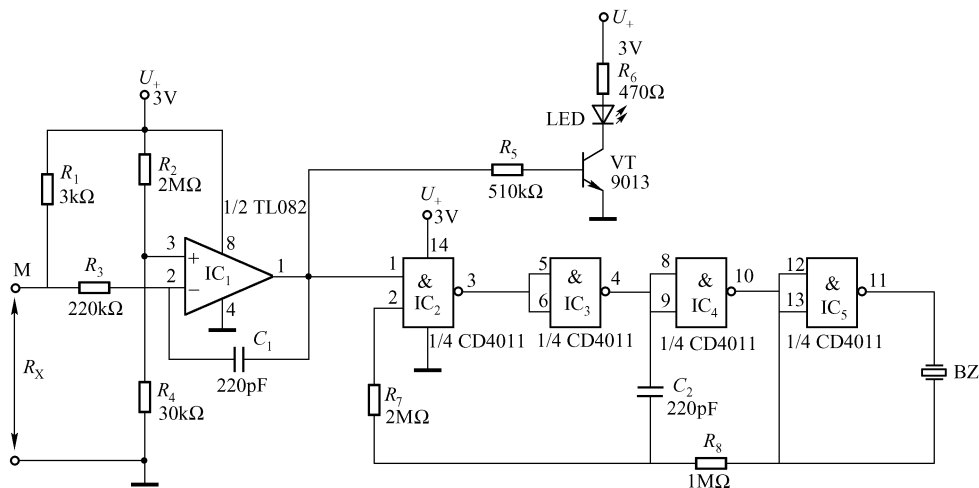 U₊
3V
R₆
470Ω
LED
VT
9013
U₊
3V
R₁
3kΩ
R₂
2MΩ
1/2 TL082
R₅
510kΩ
U₊
3V
14
M
R₃
220kΩ
3
2
+
−
IC₁
8
1
4
C₁
220pF
1
2
&
IC₂
3
1/4 CD4011
5
6
&
IC₃
4
1/4 CD4011
8
9
&
IC₄
10
1/4 CD4011
12
13
&
IC₅
11
1/4 CD4011
R_X
R₄
30kΩ
R₇
2MΩ
C₂
220pF
R₈
1MΩ
BZ